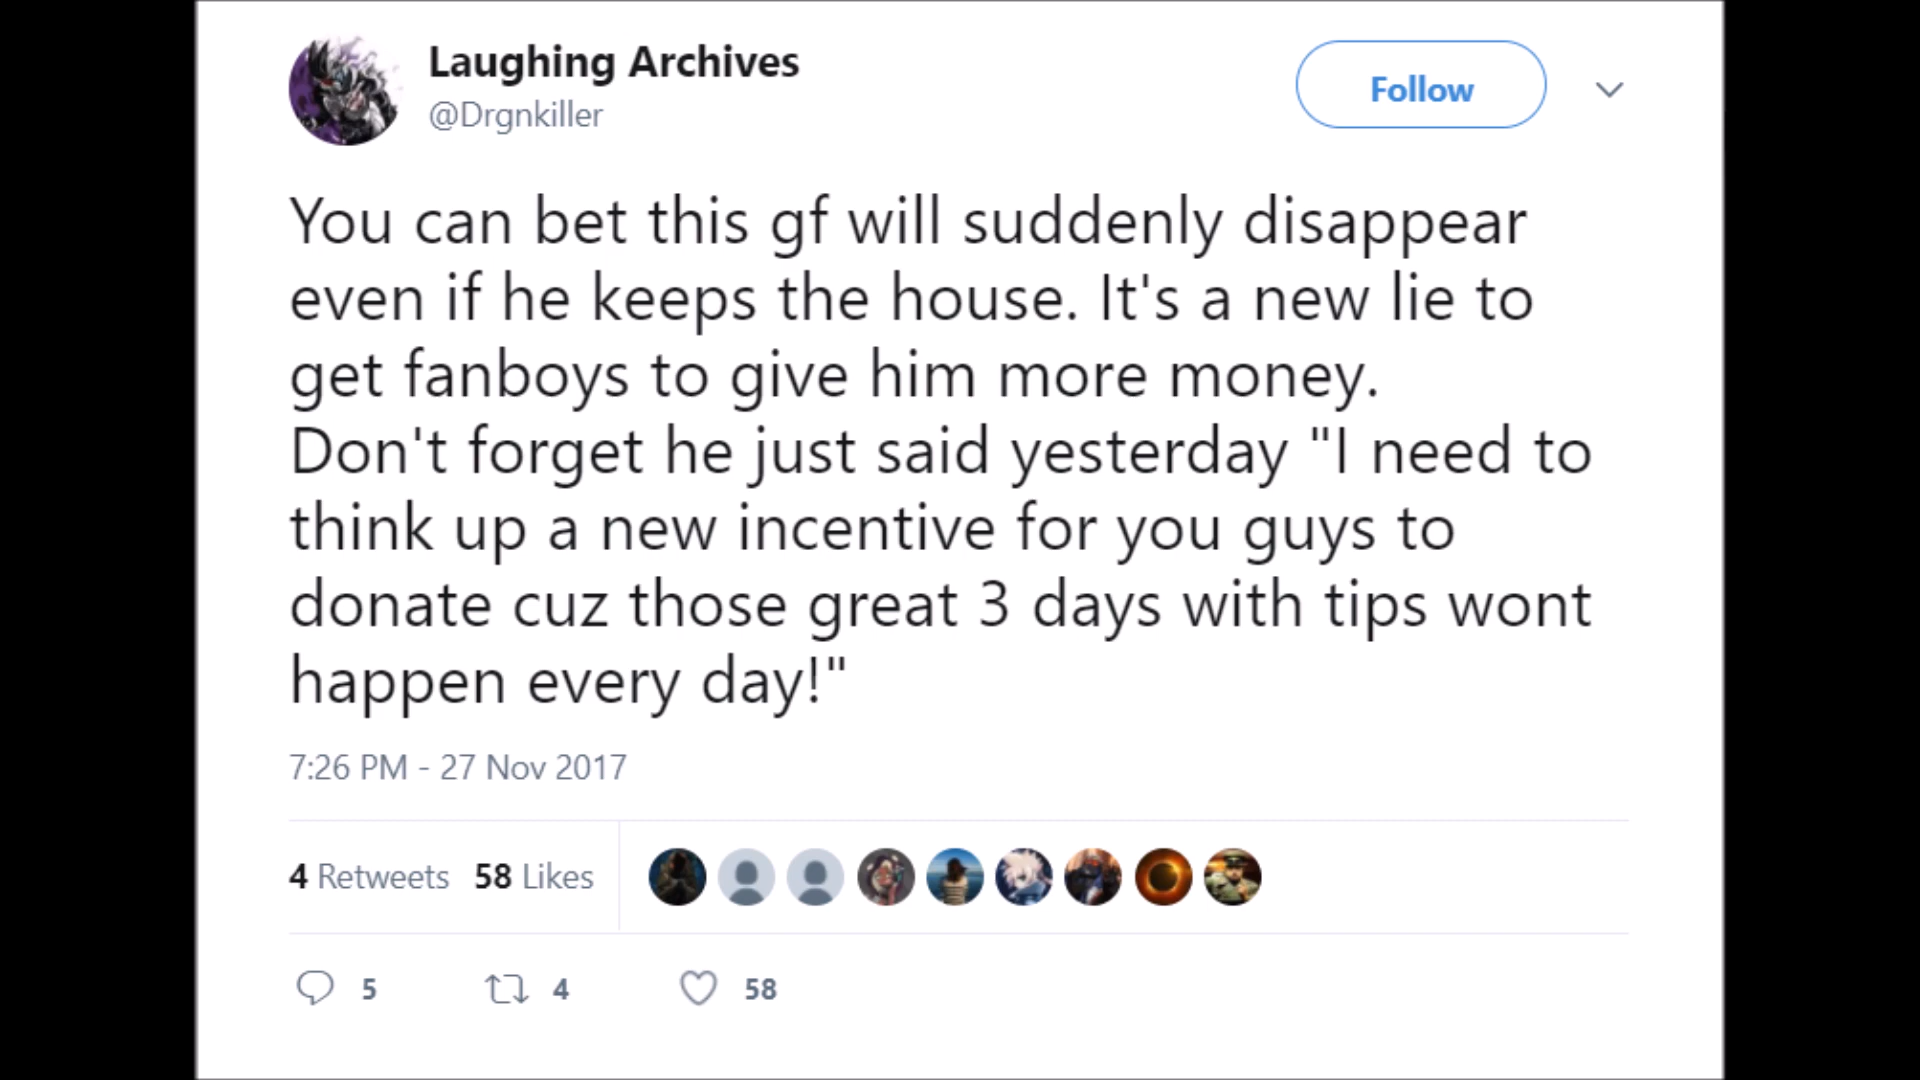 Laughing Archives
@Drgnkiller
Follow
You can bet this gf will suddenly disappear
even if he keeps the house. It's a new lie to
get fanboys to give him more money.
Don't forget he just said yesterday "I need to
think up a new incentive for you guys to
donate cuz those great 3 days with tips wont
happen every day!"
7:26 PM - 27 Nov 2017
4 Retweets 58 Likes
5 4 58